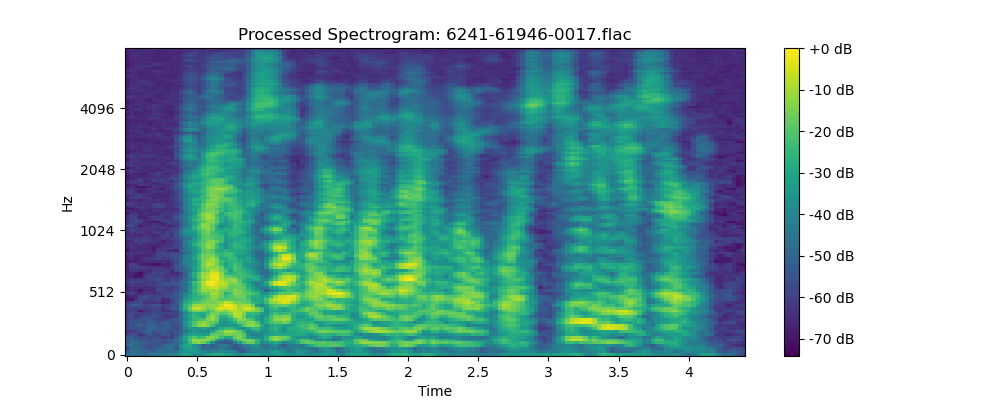 Processed Spectrogram: 6241-61946-0017.flac
Hz
4096
2048
1024
512
0
0
0.5
1
1.5
2
2.5
3
3.5
4
Time
+0 dB
-10 dB
-20 dB
-30 dB
-40 dB
-50 dB
-60 dB
-70 dB